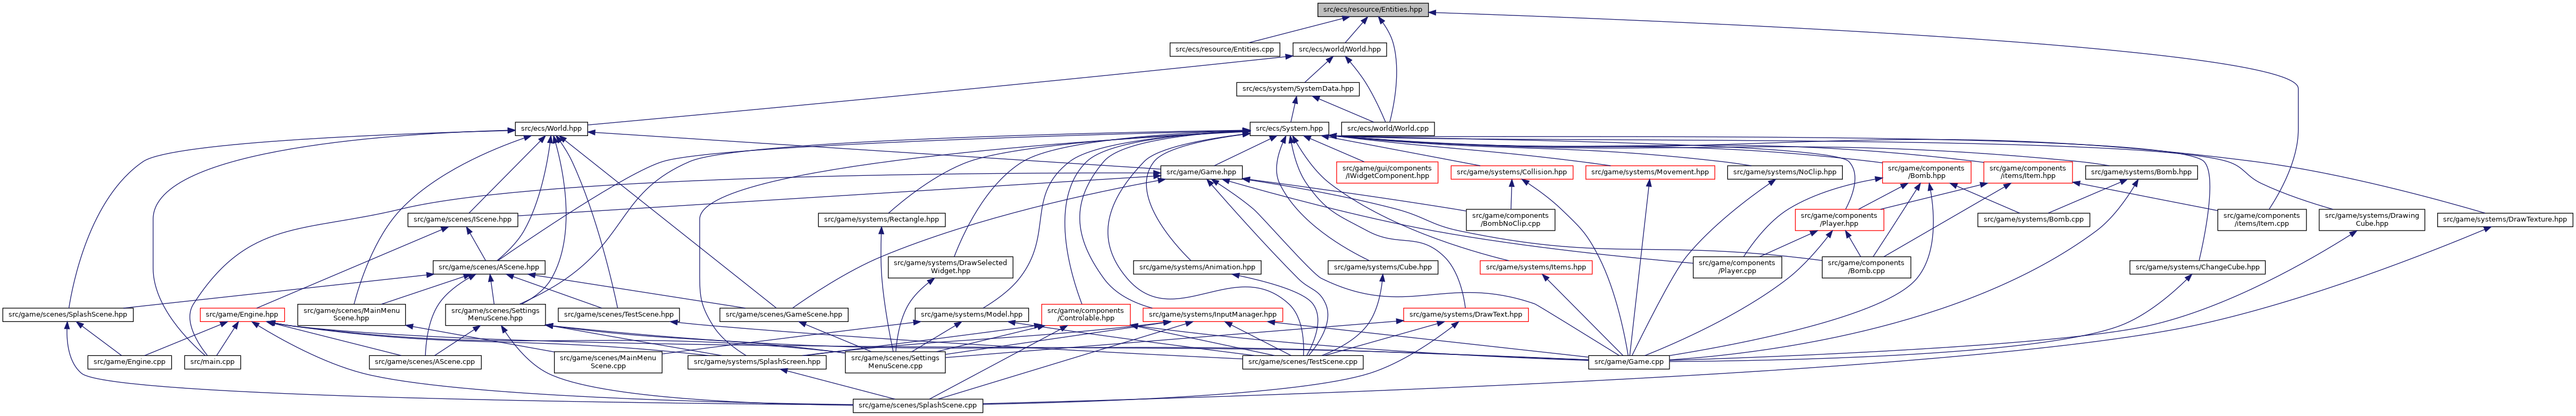 src/ecs/resource/Entities.hpp
src/ecs/resource/Entities.cpp
src/ecs/world/World.hpp
src/ecs/system/SystemData.hpp
src/ecs/World.hpp
src/ecs/System.hpp
src/ecs/world/World.cpp
src/game/Game.hpp
src/game/gui/components
/IWidgetComponent.hpp
src/game/systems/Collision.hpp
src/game/systems/Movement.hpp
src/game/systems/NoClip.hpp
src/game/components
/Bomb.hpp
src/game/components
/items/Item.hpp
src/game/systems/Bomb.hpp
src/game/scenes/IScene.hpp
src/game/systems/Rectangle.hpp
src/game/components
/BombNoClip.cpp
src/game/components
/Player.hpp
src/game/systems/Bomb.cpp
src/game/components
/items/Item.cpp
src/game/systems/Drawing
Cube.hpp
src/game/systems/DrawTexture.hpp
src/game/scenes/AScene.hpp
src/game/systems/DrawSelected
Widget.hpp
src/game/systems/Animation.hpp
src/game/systems/Cube.hpp
src/game/systems/Items.hpp
src/game/components
/Player.cpp
src/game/components
/Bomb.cpp
src/game/systems/ChangeCube.hpp
src/game/scenes/SplashScene.hpp
src/game/Engine.hpp
src/game/scenes/MainMenu
Scene.hpp
src/game/scenes/Settings
MenuScene.hpp
src/game/scenes/TestScene.hpp
src/game/scenes/GameScene.hpp
src/game/systems/Model.hpp
src/game/components
/Controlable.hpp
src/game/systems/InputManager.hpp
src/game/systems/DrawText.hpp
src/game/Engine.cpp
src/main.cpp
src/game/scenes/AScene.cpp
src/game/scenes/MainMenu
Scene.cpp
src/game/systems/SplashScreen.hpp
src/game/scenes/Settings
MenuScene.cpp
src/game/scenes/TestScene.cpp
src/game/Game.cpp
src/game/scenes/SplashScene.cpp